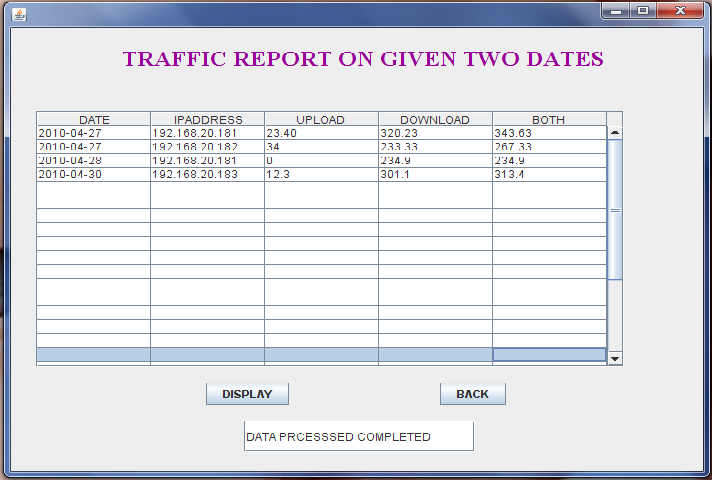 TRAFFIC REPORT ON GIVEN TWO DATES
DATE IPADDRESS UPLOAD DOWNLOAD BOTH
2010-04-27 192.168.20.181 23.40 320.23 343.63
2010-04-27 192.168.20.182 34 233.33 267.33
2010-04-28 192.168.20.181 0 234.9 234.9
2010-04-30 192.168.20.183 12.3 301.1 313.4
DISPLAY BACK
DATA PRCESSSED COMPLETED